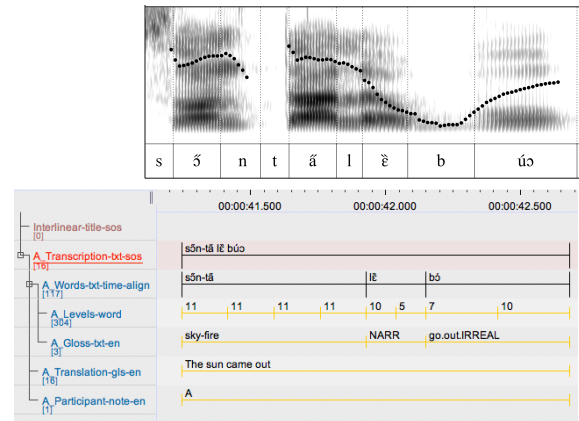 s ɔ̃́ n t ã́ l ɛ̃̀ b úɔ
00:00:41.500 00:00:42.000 00:00:42.500
Interlinear-title-sos
[0]
A_Transcription-txt-sos
[16]
sɔ̃n-tã lɛ̃ búɔ
A_Words-txt-time-align
[117]
sɔ̃n-tã lɛ̃ bó
A_Levels-word
[304]
11 11 11 11 10 5 7 10
A_Gloss-txt-en
[3]
sky-fire NARR go.out.IRREAL
A_Translation-gls-en
[16]
The sun came out
A_Participant-note-en
[1]
A